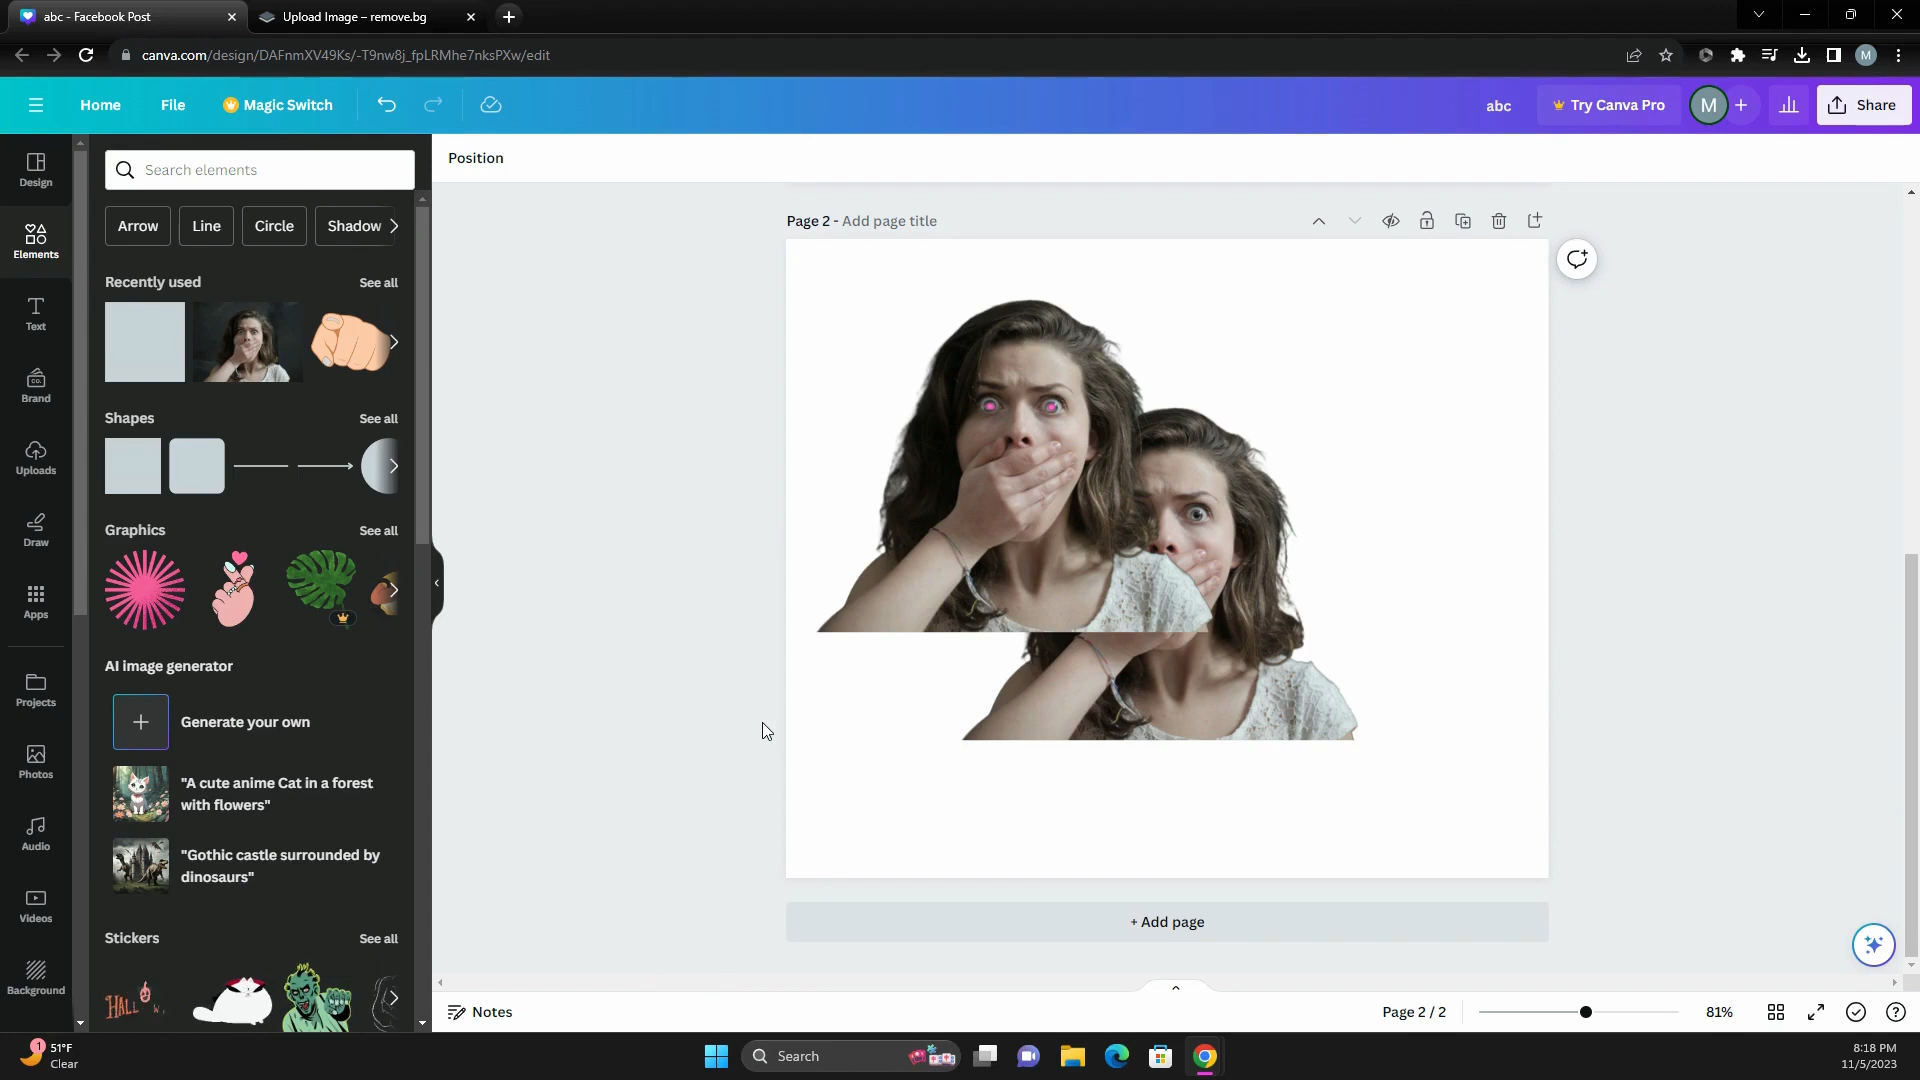 abc - Facebook Post
Upload Image – remove.bg
canva.com/design/DAFnmXV49Ks/-T9nw8j_fpLRMhe7nksPXw/edit
M
Home
File
Magic Switch
abc
Try Canva Pro
M
Share
Design
Elements
Text
Brand
Uploads
Draw
Apps
Projects
Photos
Audio
Videos
Background
Search elements
Arrow
Line
Circle
Shadow
Recently used
See all
Shapes
See all
Graphics
See all
AI image generator
Generate your own
"A cute anime Cat in a forest
with flowers"
"Gothic castle surrounded by
dinosaurs"
Stickers
See all
Position
Page 2 - Add page title
+ Add page
Notes
Page 2 / 2
81%
1
51°F
Clear
Search
8:18 PM
11/5/2023